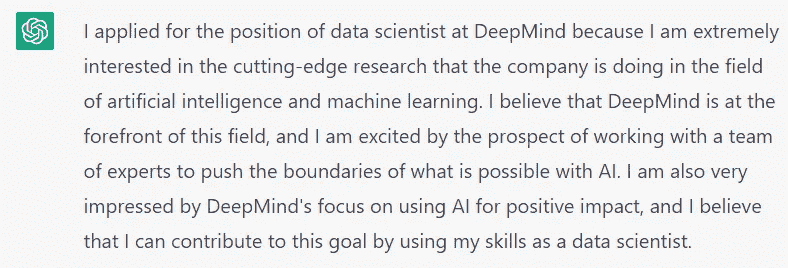 I applied for the position of data scientist at DeepMind because I am extremely
interested in the cutting-edge research that the company is doing in the field
of artificial intelligence and machine learning. I believe that DeepMind is at the
forefront of this field, and I am excited by the prospect of working with a team
of experts to push the boundaries of what is possible with AI. I am also very
impressed by DeepMind's focus on using AI for positive impact, and I believe
that I can contribute to this goal by using my skills as a data scientist.